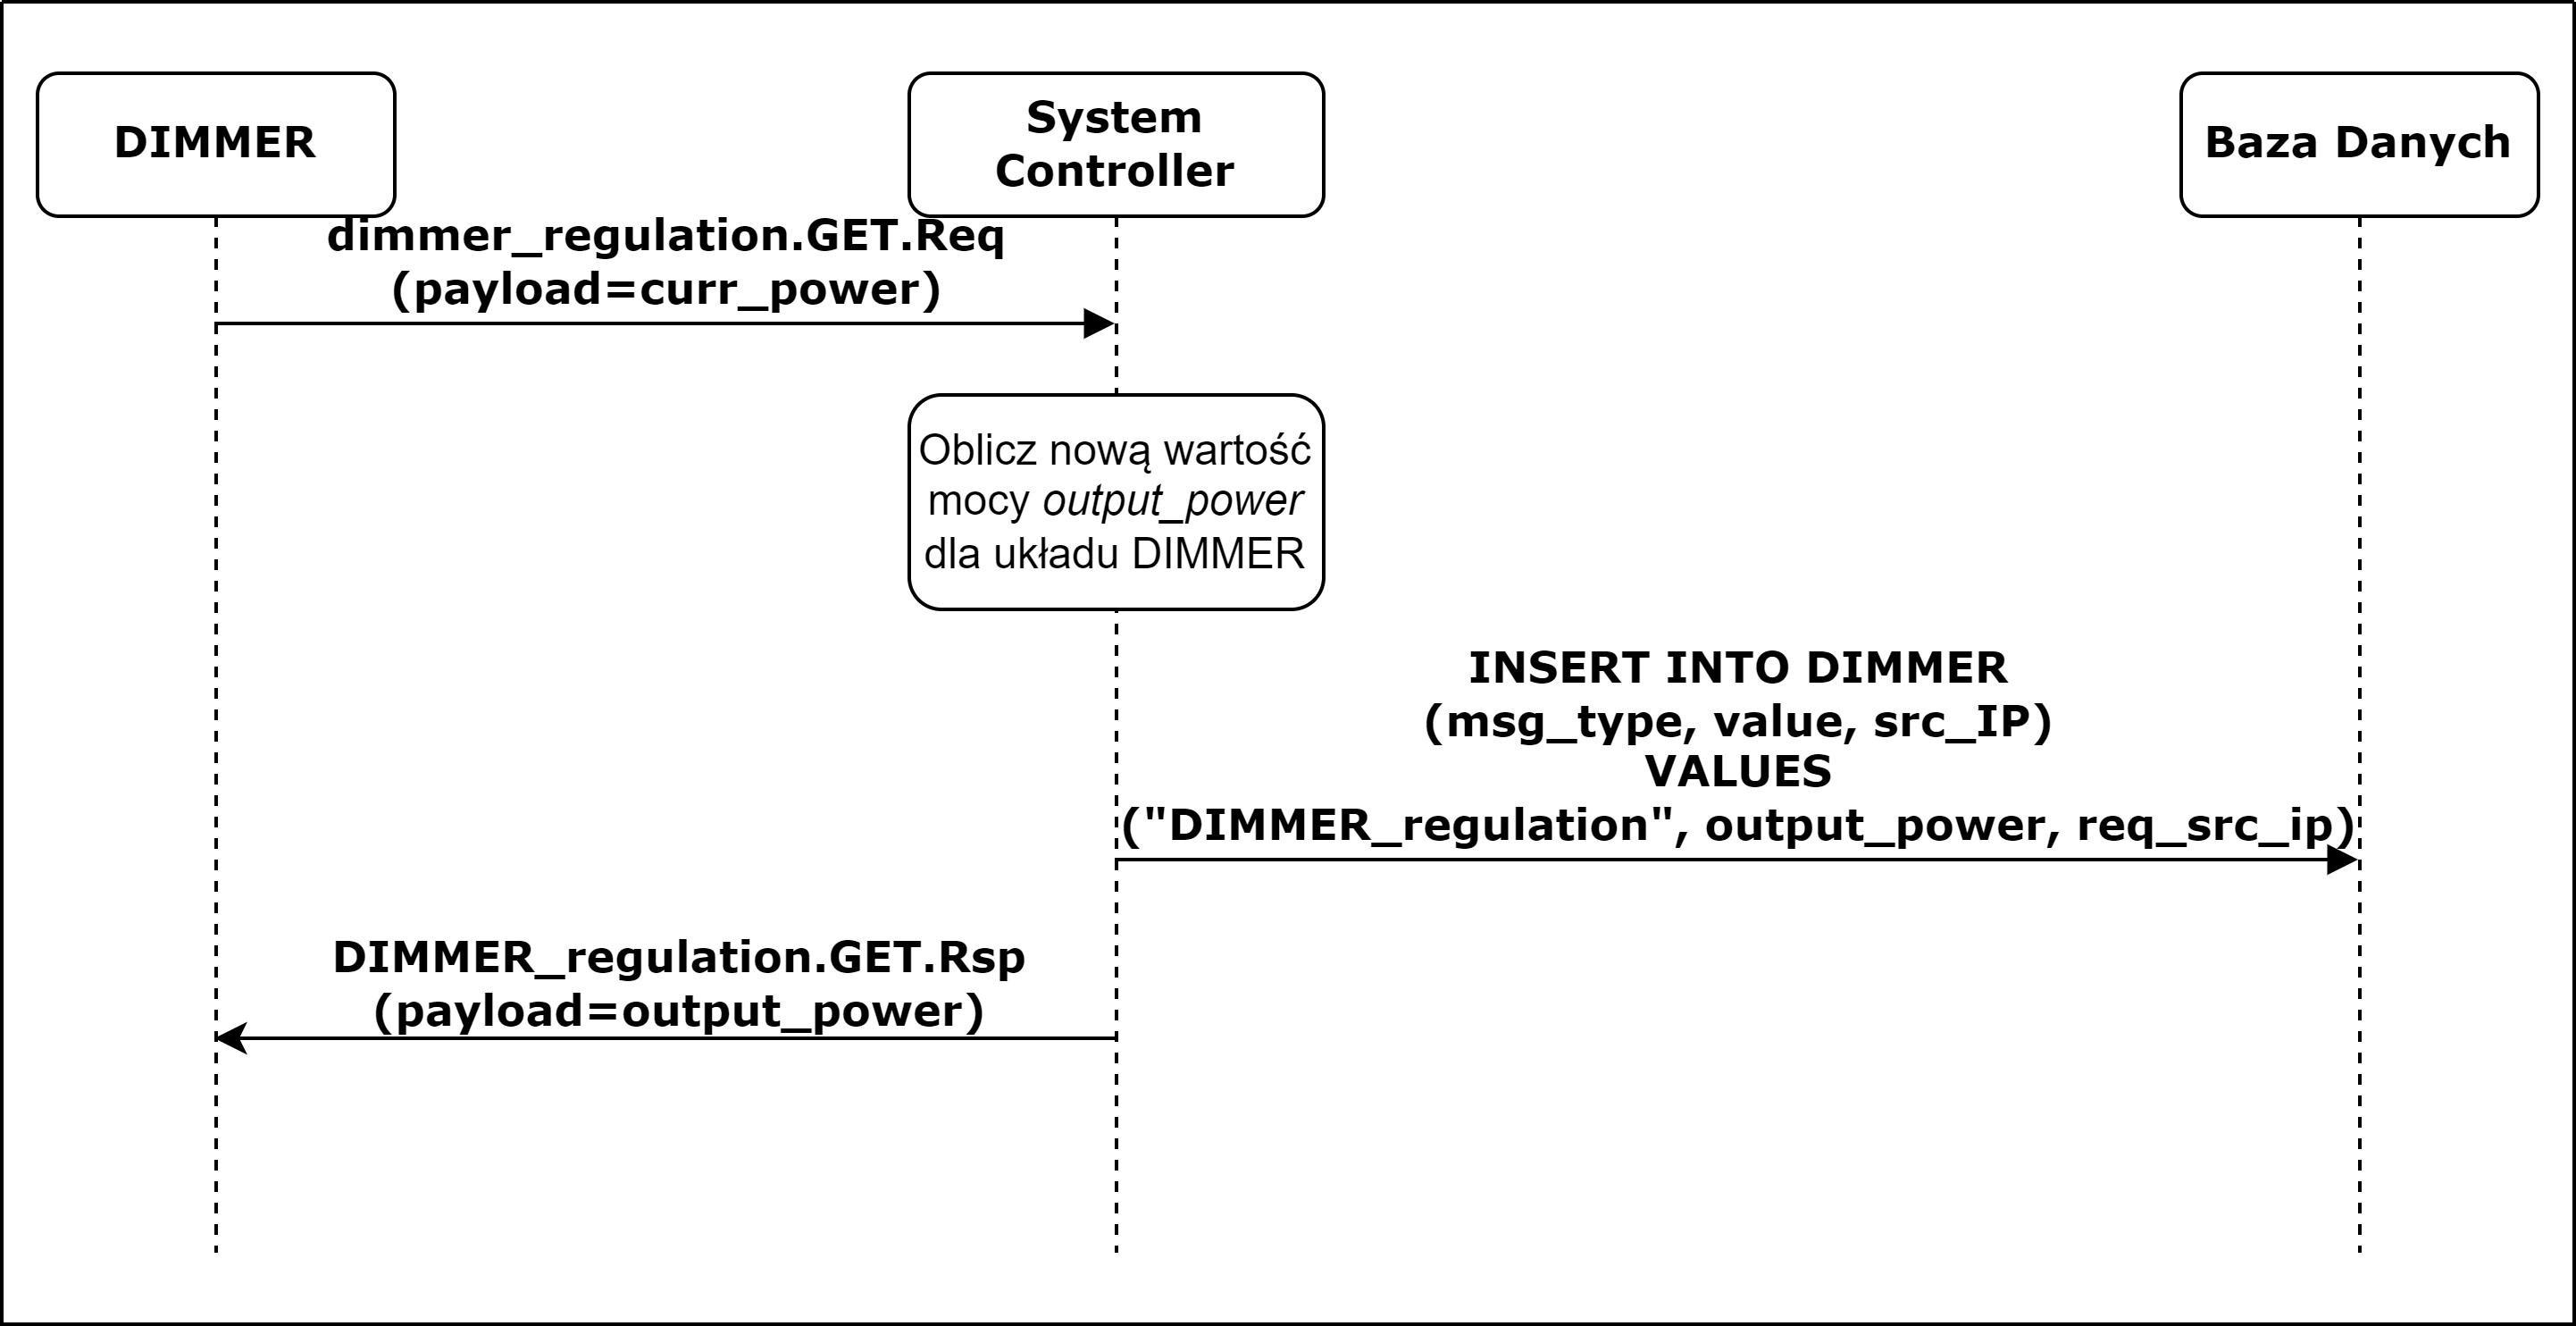 DIMMER
System
Controller
Baza Danych
dimmer_regulation.GET.Req
(payload=curr_power)
Oblicz nową wartość
mocy output_power
dla układu DIMMER
INSERT INTO DIMMER
(msg_type, value, src_IP)
VALUES
("DIMMER_regulation", output_power, req_src_ip)
DIMMER_regulation.GET.Rsp
(payload=output_power)